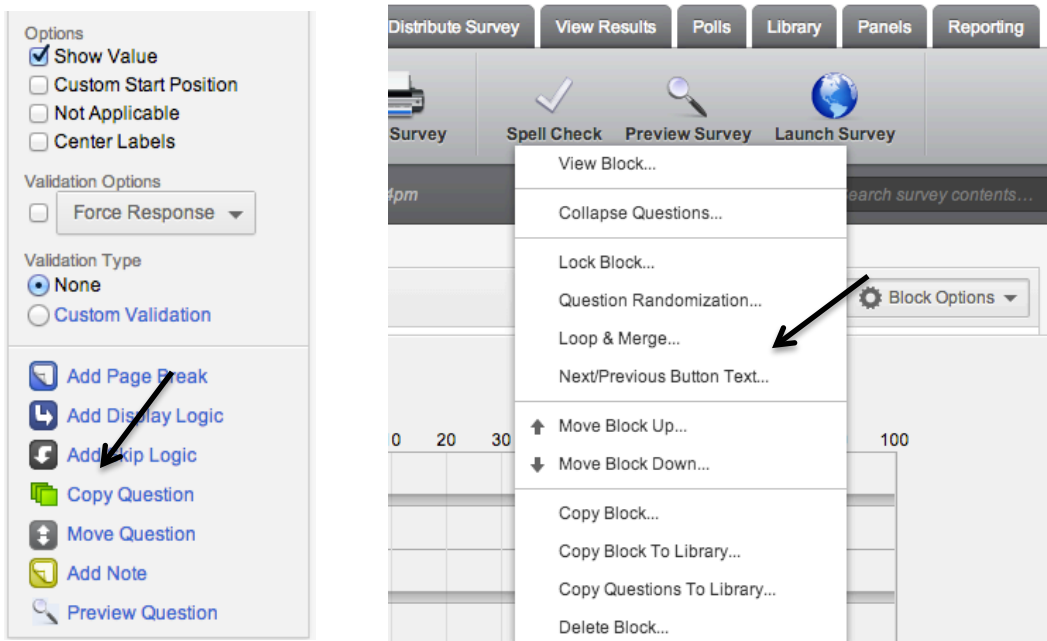 Options
Show Value
Custom Start Position
Not Applicable
Center Labels
Validation Options
Force Response
Validation Type
None
Custom Validation
Add Page Break
Add Display Logic
Add Skip Logic
Copy Question
Move Question
Add Note
Preview Question
Distribute Survey View Results Polls Library Panels Reporting
Survey Spell Check Preview Survey Launch Survey
4pm
earch survey contents...
Block Options
View Block...
Collapse Questions...
Lock Block...
Question Randomization...
Loop & Merge...
Next/Previous Button Text...
Move Block Up...
Move Block Down...
0 20 30 100
Copy Block...
Copy Block To Library...
Copy Questions To Library...
Delete Block...